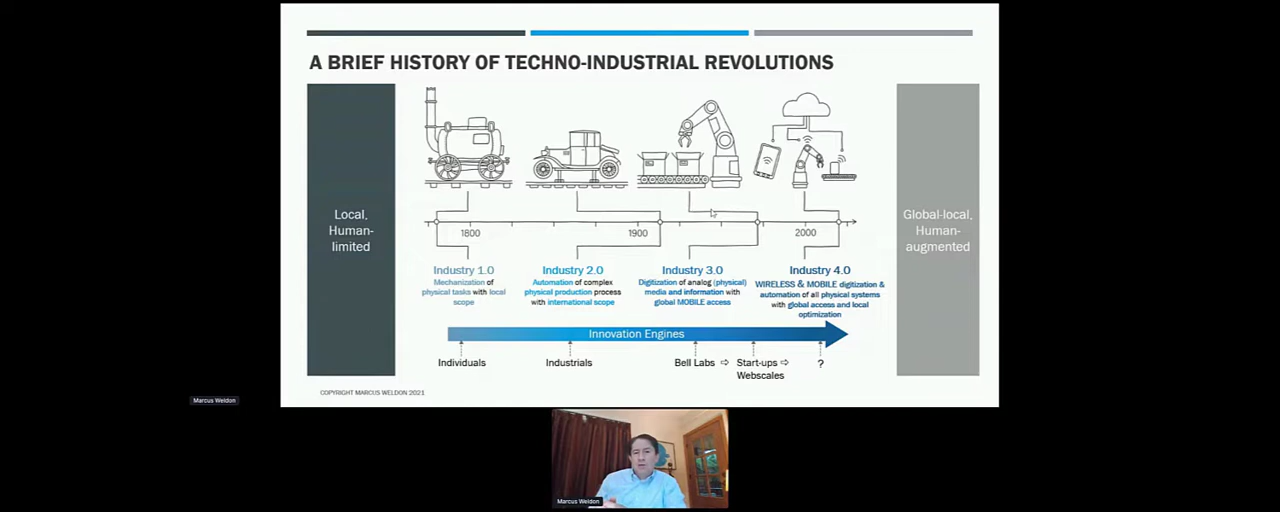 A BRIEF HISTORY OF TECHNO-INDUSTRIAL REVOLUTIONS
Local,
Human-
limited
Global-local,
Human-
augmented
1800
1900
2000
Industry 1.0
Mechanization of
physical tasks with local
scope
Industry 2.0
Automation of complex
physical production process
with international scope
Industry 3.0
Digitization of analog (physical)
media and information with
global MOBILE access
Industry 4.0
WIRELESS & MOBILE digitization &
automation of all physical systems
with global access and local
optimization
Innovation Engines
Individuals
Industrials
Bell Labs ⇨ Start-ups ⇨
Webscales
?
COPYRIGHT MARCUS WELDON 2021
Marcus Weldon
Marcus Weldon